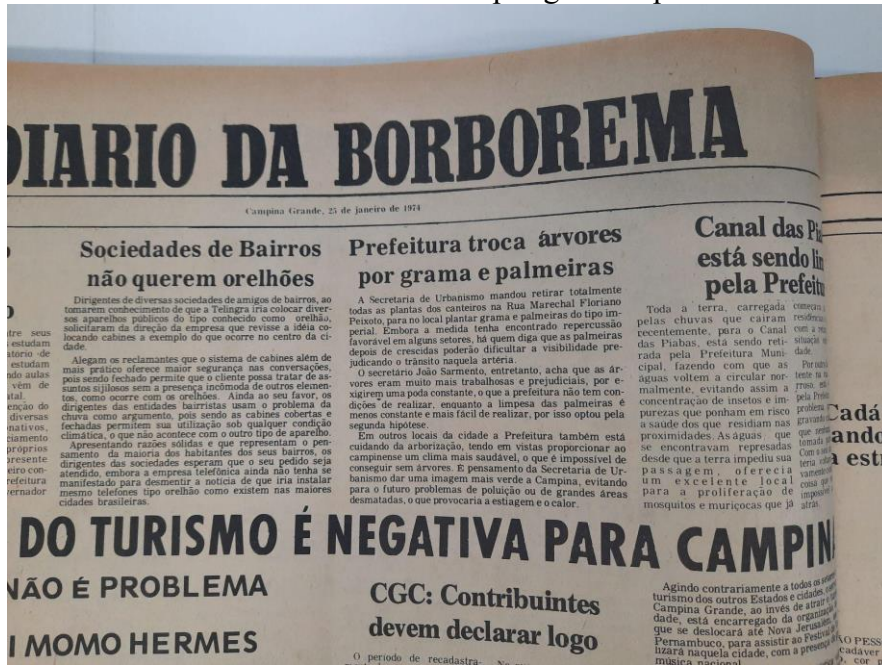 DIARIO DA BORBOREMA
Campina Grande, 25 de janeiro de 1974
Sociedades de Bairros
não querem orelhões
Dirigentes de diversas sociedades de amigos de bairros, ao
tomarem conhecimento de que a Telingra iria colocar diver-
sos aparelhos públicos do tipo conhecido como orelhão,
solicitaram da direção da empresa que revisse a idéia co-
locando cabines a exemplo do que ocorre no centro da ci-
dade.
Alegam os reclamantes que o sistema de cabines além de
mais prático oferece maior segurança nas conversações,
pois sendo fechado permite que o cliente possa tratar de as-
suntos sijilosos sem a presença incômoda de outros elemen-
tos, como ocorre com os orelhões. Ainda ao seu favor, os
dirigentes das entidades bairristas usam o problema da
chuva como argumento, pois sendo as cabines cobertas e
fechadas permitem sua utilização sob qualquer condição
climática, o que não acontece com o outro tipo de aparelho.
Apresentando razões sólidas e que representam o pen-
samento da maioria dos habitantes dos seus bairros, os
dirigentes das sociedades esperam que o seu pedido seja
atendido, embora a empresa telefônica ainda não tenha se
manifestado para desmentir a notícia de que iria instalar
mesmo telefones tipo orelhão como existem nas maiores
cidades brasileiras.
Prefeitura troca árvores
por grama e palmeiras
A Secretaria de Urbanismo mandou retirar totalmente
todas as plantas dos canteiros na Rua Marechal Floriano
Peixoto, para no local plantar grama e palmeiras do tipo im-
perial. Embora a medida tenha encontrado repercussão
favorável em alguns setores, há quem diga que as palmeiras
depois de crescidas poderão dificultar a visibilidade pre-
judicando o trânsito naquela artéria.
O secretário João Sarmento, entretanto, acha que as ár-
vores eram muito mais trabalhosas e prejudiciais, por e-
xigirem uma poda constante, o que a prefeitura não tem con-
dições de realizar, enquanto a limpesa das palmeiras é
menos constante e mais fácil de realizar, por isso optou pela
segunda hipótese.
Em outros locais da cidade a Prefeitura também está
cuidando da arborização, tendo em vistas proporcionar ao
campinense um clima mais saudável, o que é impossível de
conseguir sem árvores. É pensamento da Secretaria de Ur-
banismo dar uma imagem mais verde a Campina, evitando
para o futuro problemas de poluição ou de grandes áreas
desmatadas, o que provocaria a estiagem e o calor.
Canal das
está sendo
pela
Toda a terra, carregada
pelas chuvas que caíram
recentemente, para o Canal
das Piabas, está sendo reti-
rada pela Prefeitura Muni-
cipal, fazendo com que as
águas voltem a circular nor-
malmente, evitando assim a
concentração de insetos e im-
purezas que ponham em risco
a saúde dos que residiam nas
proximidades. As águas que
se encontravam represadas
desde que a terra impediu sua
passagem, oferecia
um excelente local
para a proliferação de
mosquitos e muriçocas que já
atrás.
DO TURISMO É NEGATIVA PARA
NÃO É PROBLEMA
MOMO HERMES
CGC: Contribuintes
devem declarar logo
O período de recadastra-
Agindo contrariamente a todos os
turismo dos outros Estados e cidades,
Campina Grande, ao invés de atrair
dade, está encarregado da
que se deslocará até Nova
Pernambuco, para assistir ao
lizará naquela cidade, com a
música nacional